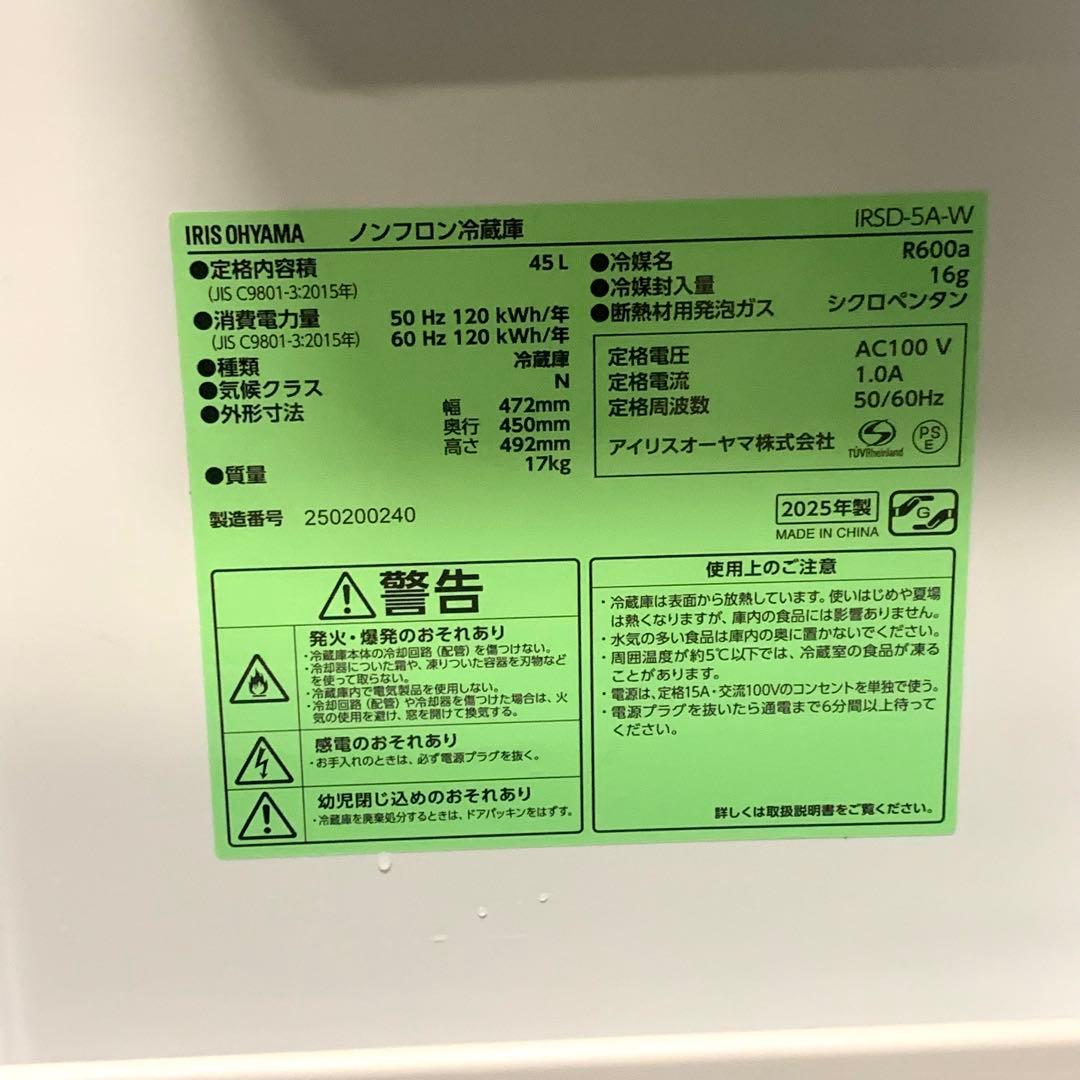 IRIS OHYAMA ノンフロン冷蔵庫 IRSD-5A-W
●定格内容積 45 L
(JIS C9801-3:2015年)
●消費電力量 50 Hz 120 kWh/年
(JIS C9801-3:2015年) 60 Hz 120 kWh/年
●種類 冷蔵庫
●気候クラス N
●外形寸法 幅 472mm
奥行 450mm
高さ 492mm
●質量 17kg
製造番号 250200240
●冷媒名 R600a
●冷媒封入量 16g
●断熱材用発泡ガス シクロペンタン
定格電圧 AC100 V
定格電流 1.0A
定格周波数 50/60Hz
アイリスオーヤマ株式会社 TÜVRheinland PSE
2025年製 G
MADE IN CHINA
警告
発火・爆発のおそれあり
・冷蔵庫本体の冷却回路（配管）を傷つけない。
・冷却器についた霜や、凍りついた容器を刃物など
を使って取らない。
・冷蔵庫内で電気製品を使用しない。
・冷却回路（配管）や冷却器を傷つけた場合は、火
気の使用を避け、窓を開けて換気する。
感電のおそれあり
・お手入れのときは、必ず電源プラグを抜く。
幼児閉じ込めのおそれあり
・冷蔵庫を廃棄処分するときは、ドアパッキンをはずす。
使用上のご注意
・冷蔵庫は表面から放熱しています。使いはじめや夏場
は熱くなりますが、庫内の食品には影響ありません。
・水気の多い食品は庫内の奥に置かないでください。
・周囲温度が約5℃以下では、冷蔵室の食品が凍る
ことがあります。
・電源は、定格15A・交流100Vのコンセントを単独で使う。
・電源プラグを抜いたら通電まで6分間以上待って
ください。
詳しくは取扱説明書をご覧ください。